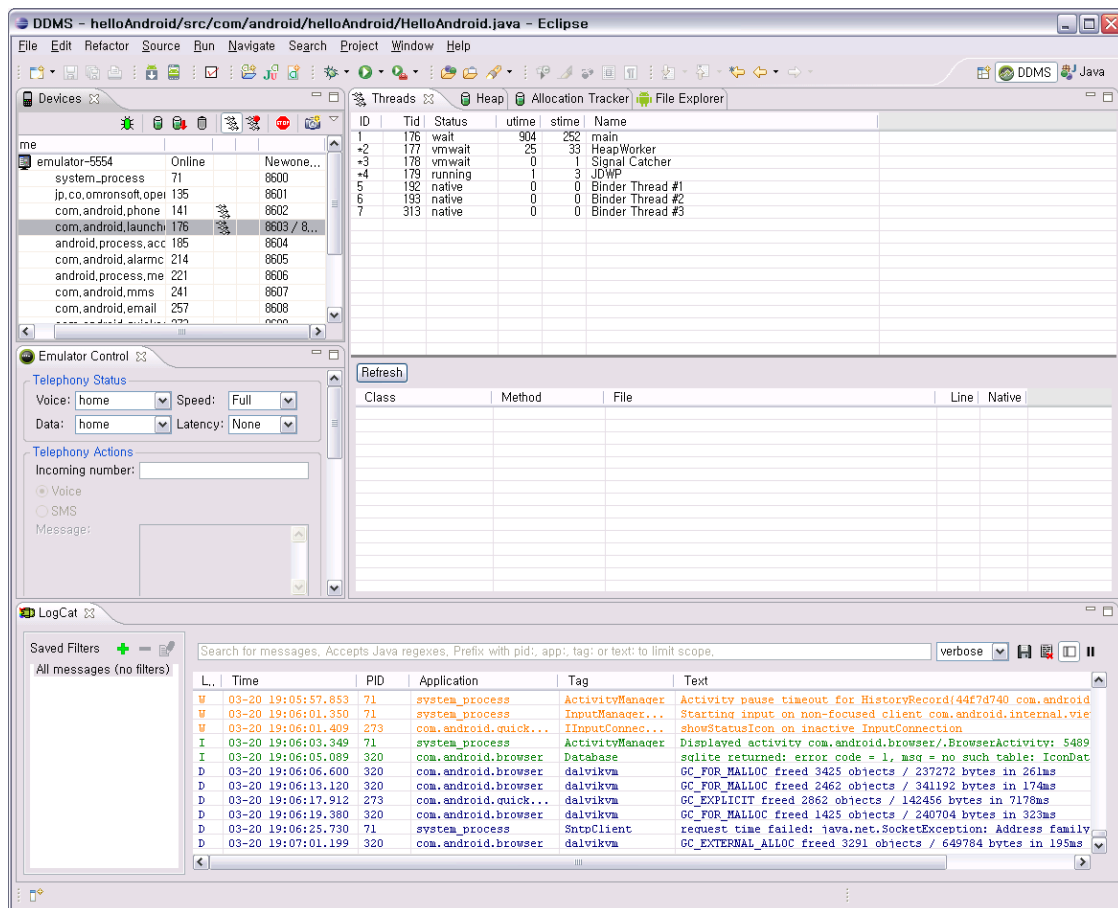 DDMS - helloAndroid/src/com/android/helloAndroid/HelloAndroid.java - Eclipse
File Edit Refactor Source Run Navigate Search Project Window Help
DDMS Java
Devices
me
emulator-5554 Online Newone...
system_process 71 8600
jp.co.omronsoft.oper 135 8601
com.android.phone 141 8602
com.android.launch 176 8603 / 8...
android.process.acc 185 8604
com.android.alarmc 214 8605
android.process.me 221 8606
com.android.mms 241 8607
com.android.email 257 8608
Threads Heap Allocation Tracker File Explorer
ID Tid Status utime stime Name
1 176 wait 904 252 main
*2 177 vmwait 25 33 HeapWorker
*3 178 vmwait 0 1 Signal Catcher
*4 179 running 1 3 JDWP
5 192 native 0 0 Binder Thread #1
6 193 native 0 0 Binder Thread #2
7 313 native 0 0 Binder Thread #3
Refresh
Class Method File Line Native
Emulator Control
Telephony Status
Voice: home Speed: Full
Data: home Latency: None
Telephony Actions
Incoming number:
Voice
SMS
Message:
LogCat
Saved Filters
All messages (no filters)
Search for messages. Accepts Java regexes. Prefix with pid:, app:, tag: or text: to limit scope. verbose
L.. Time PID Application Tag Text
W 03-20 19:05:57.853 71 system_process ActivityManager Activity pause timeout for HistoryRecord{44f7d740 com.android
W 03-20 19:06:01.350 71 system_process InputManager... Starting input on non-focused client com.android.internal.vie
W 03-20 19:06:01.409 273 com.android.quick... IInputConnec... showStatusIcon on inactive InputConnection
I 03-20 19:06:03.349 71 system_process ActivityManager Displayed activity com.android.browser/.BrowserActivity: 5489
I 03-20 19:06:05.089 320 com.android.browser Database sqlite returned: error code = 1, msg = no such table: IconDat
D 03-20 19:06:06.600 320 com.android.browser dalvikvm GC_FOR_MALLOC freed 3425 objects / 237272 bytes in 261ms
D 03-20 19:06:13.120 320 com.android.browser dalvikvm GC_FOR_MALLOC freed 2462 objects / 341192 bytes in 174ms
D 03-20 19:06:17.912 273 com.android.quick... dalvikvm GC_EXPLICIT freed 2862 objects / 142456 bytes in 7178ms
D 03-20 19:06:19.380 320 com.android.browser dalvikvm GC_FOR_MALLOC freed 1425 objects / 240704 bytes in 323ms
D 03-20 19:06:25.730 71 system_process SntpClient request time failed: java.net.SocketException: Address family
D 03-20 19:07:01.199 320 com.android.browser dalvikvm GC_EXTERNAL_ALLOC freed 3291 objects / 649784 bytes in 195ms